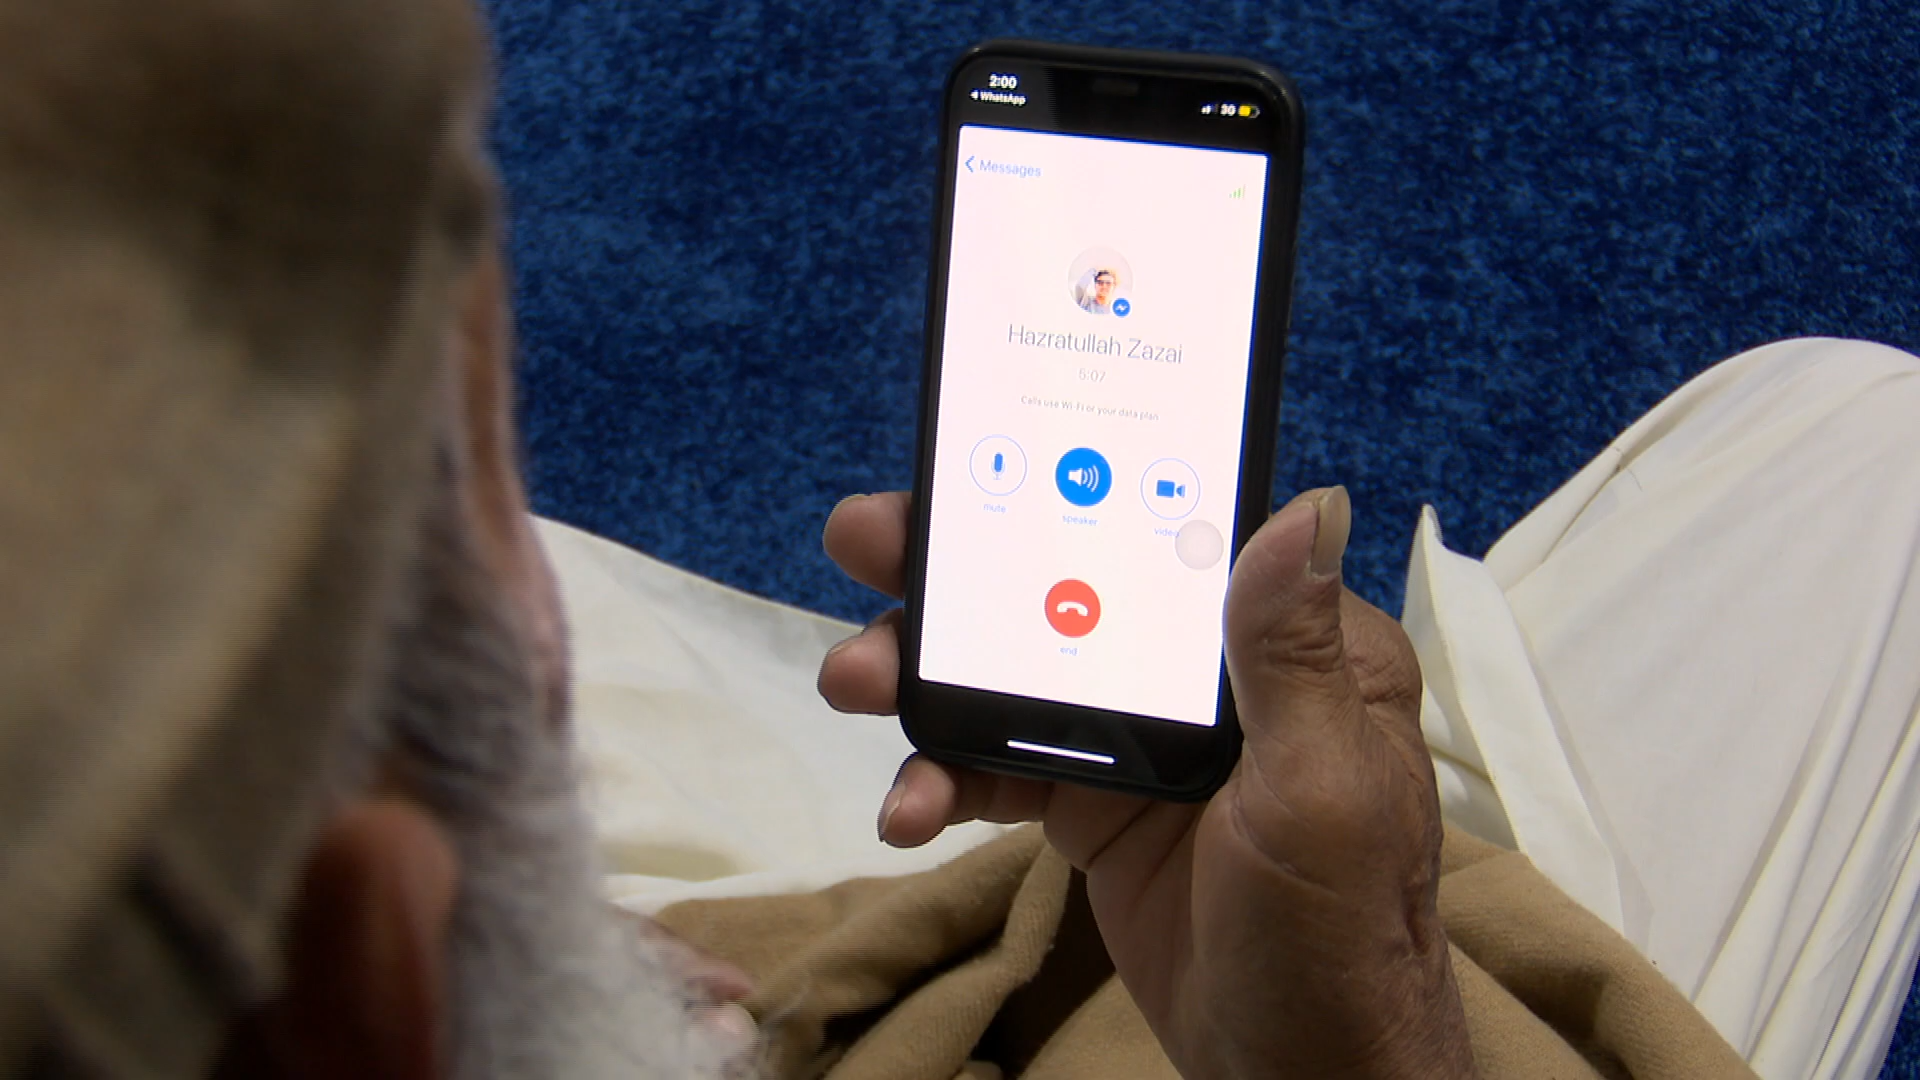 2:00
◀ WhatsApp
30
Messages
Hazratullah Zazai
5:07
Calls use Wi-Fi or your data plan
mute
speaker
video
end